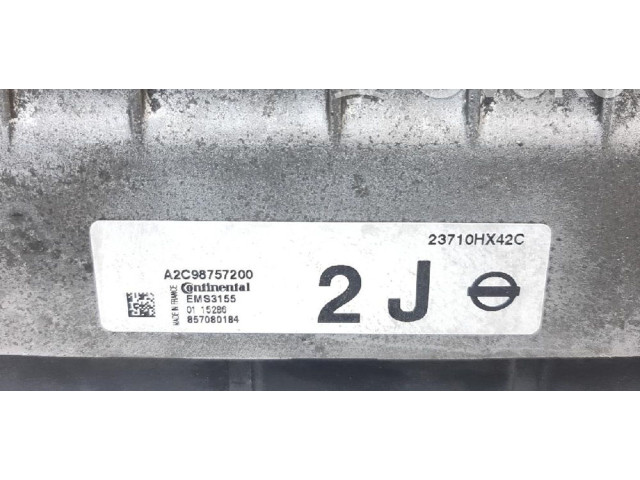 23710HX42C
A2C98757200
Continental
EMS3155
01 15286
857080184
MADE IN FRANCE
2 J